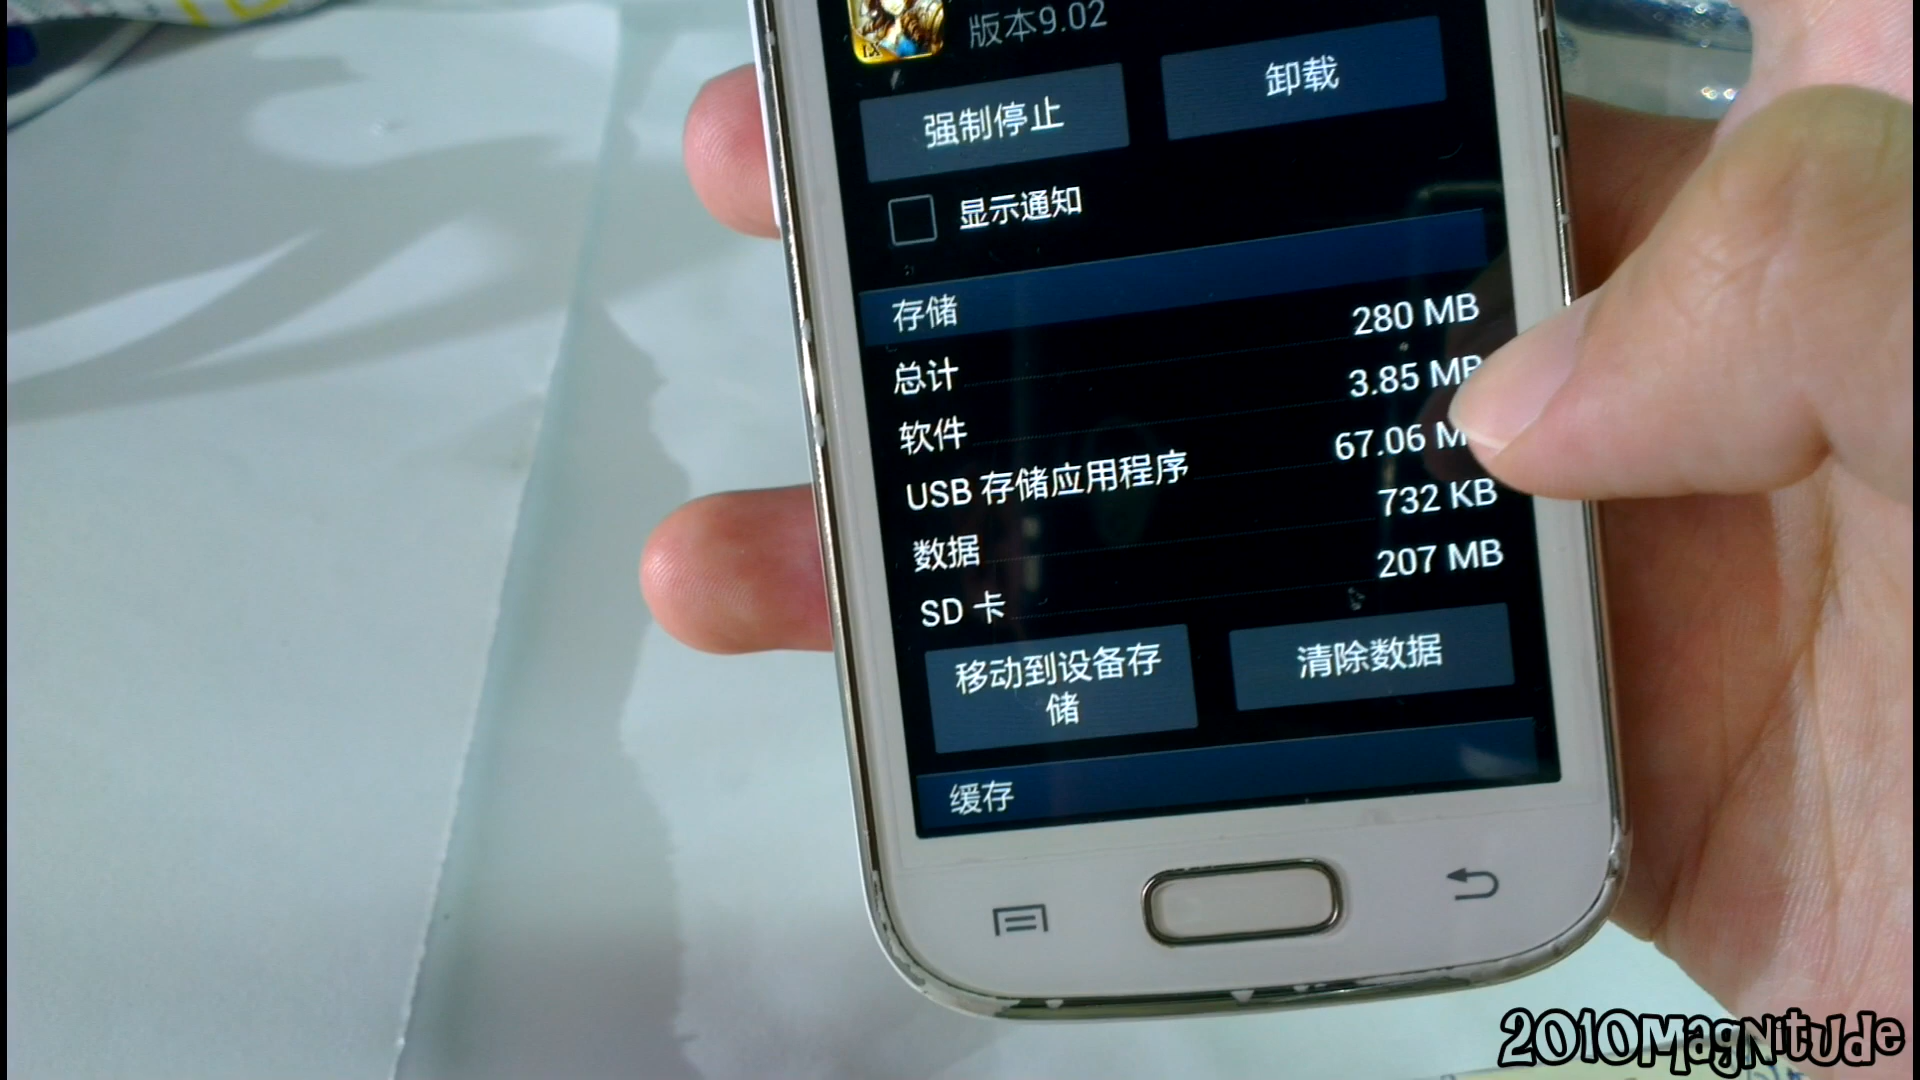 版本9.02
强制停止
卸载
显示通知
存储
总计 280 MB
软件 3.85 MB
USB 存储应用程序 67.06 M
数据 732 KB
SD 卡 207 MB
移动到设备存
储
清除数据
缓存
2010MagNitUde